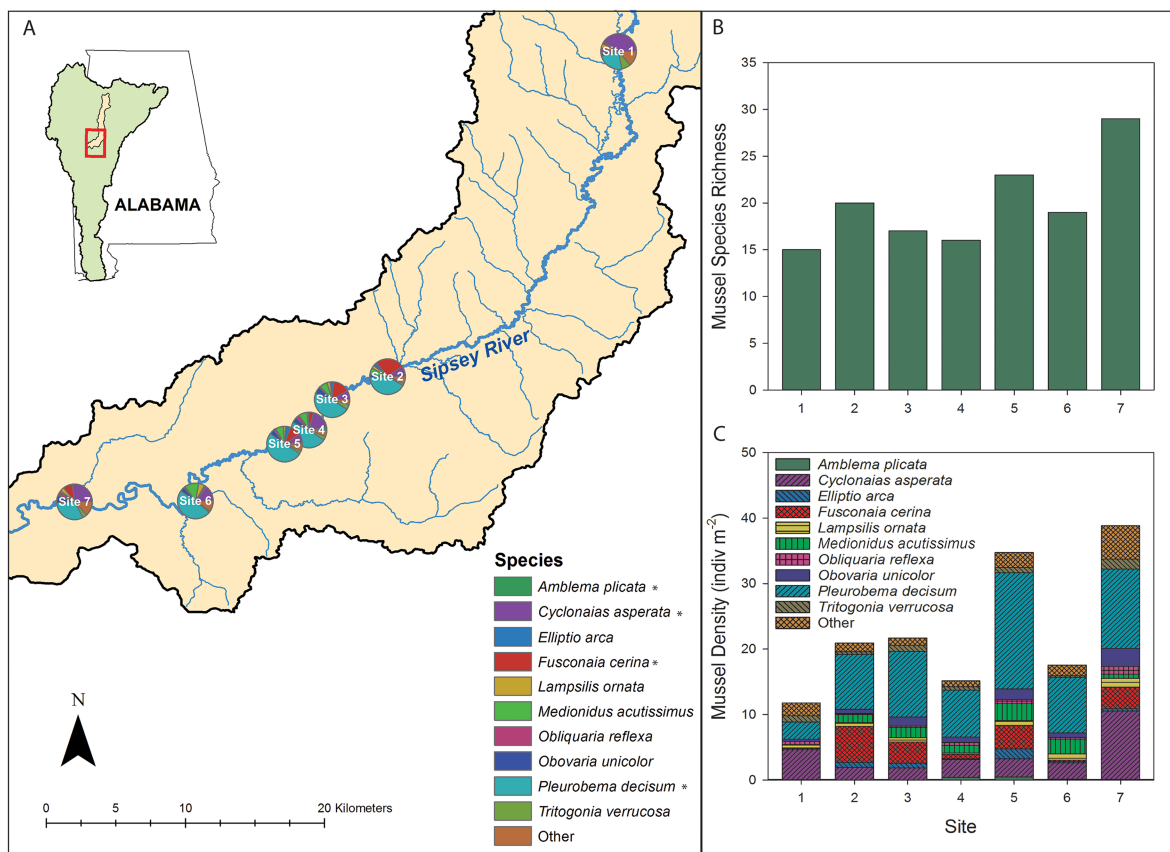 A
ALABAMA
Site 1
Sipsey River
Site 2
Site 3
Site 4
Site 5
Site 6
Site 7
Species
Amblema plicata *
Cyclonaias asperata *
Elliptio arca
Fusconaia cerina *
Lampsilis ornata
Medionidus acutissimus
Obliquaria reflexa
Obovaria unicolor
Pleurobema decisum *
Tritogonia verrucosa
Other
N
0 5 10 20 Kilometers
B
Mussel Species Richness
35
30
25
20
15
10
5
0
1 2 3 4 5 6 7
C
Mussel Density (indiv m⁻²)
50
40
30
20
10
0
Amblema plicata
Cyclonaias asperata
Elliptio arca
Fusconaia cerina
Lampsilis ornata
Medionidus acutissimus
Obliquaria reflexa
Obovaria unicolor
Pleurobema decisum
Tritogonia verrucosa
Other
1 2 3 4 5 6 7
Site